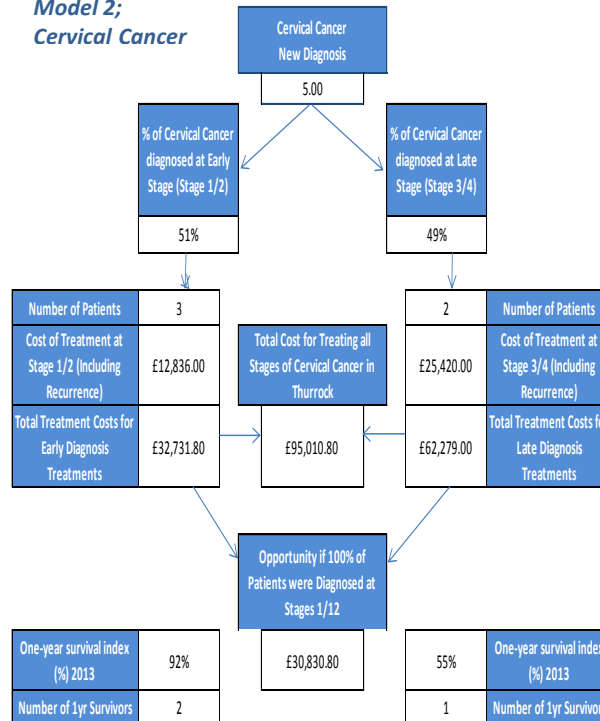 Model 2;
Cervical Cancer
Cervical Cancer
New Diagnosis
5.00
% of Cervical Cancer
diagnosed at Early
Stage (Stage 1/2)
51%
% of Cervical Cancer
diagnosed at Late
Stage (Stage 3/4)
49%
Number of Patients
3
Cost of Treatment at
Stage 1/2 (Including
Recurrence)
£12,836.00
Total Treatment Costs for
Early Diagnosis
Treatments
£32,731.80
Total Cost for Treating all
Stages of Cervical Cancer in
Thurrock
£95,010.80
2
Number of Patients
£25,420.00
Cost of Treatment at
Stage 3/4 (Including
Recurrence)
£62,279.00
Total Treatment Costs fo
Late Diagnosis
Treatments
Opportunity if 100% of
Patients were Diagnosed at
Stages 1/12
£30,830.80
One-year survival index
(%) 2013
92%
Number of 1yr Survivors
2
55%
One-year survival index
(%) 2013
1
Number of 1yr Survivor